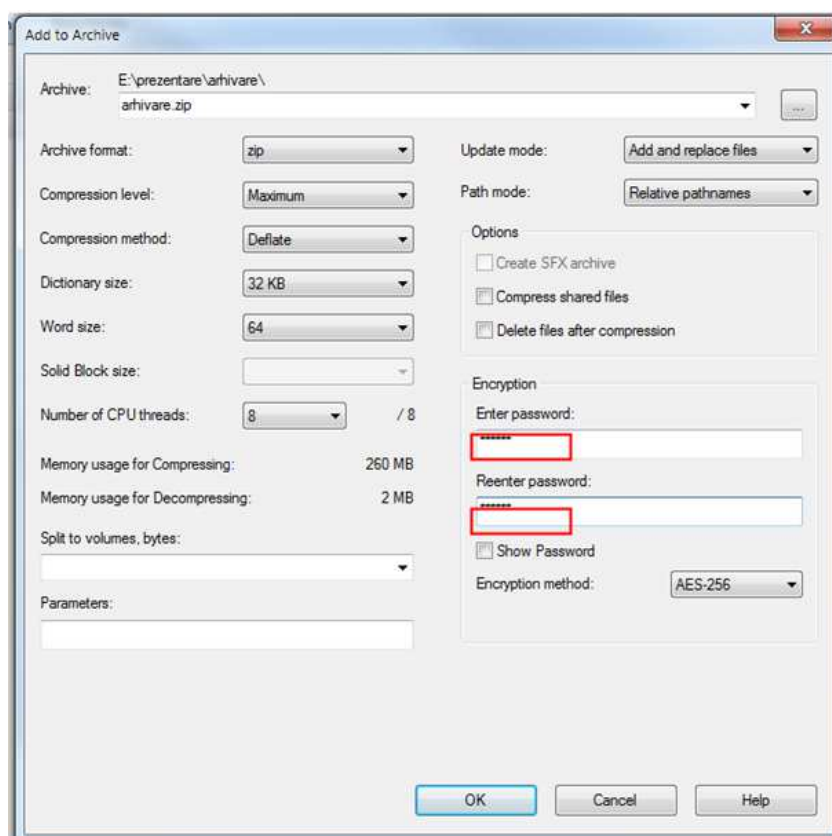 Add to Archive
Archive:
E:\prezentare\arhivare\
arhivare.zip
...
Archive format:
zip
Compression level:
Maximum
Compression method:
Deflate
Dictionary size:
32 KB
Word size:
64
Solid Block size:
Number of CPU threads:
8
/ 8
Memory usage for Compressing:
260 MB
Memory usage for Decompressing:
2 MB
Split to volumes, bytes:
Parameters:
Update mode:
Add and replace files
Path mode:
Relative pathnames
Options
Create SFX archive
Compress shared files
Delete files after compression
Encryption
Enter password:
******
Reenter password:
******
Show Password
Encryption method:
AES-256
OK
Cancel
Help